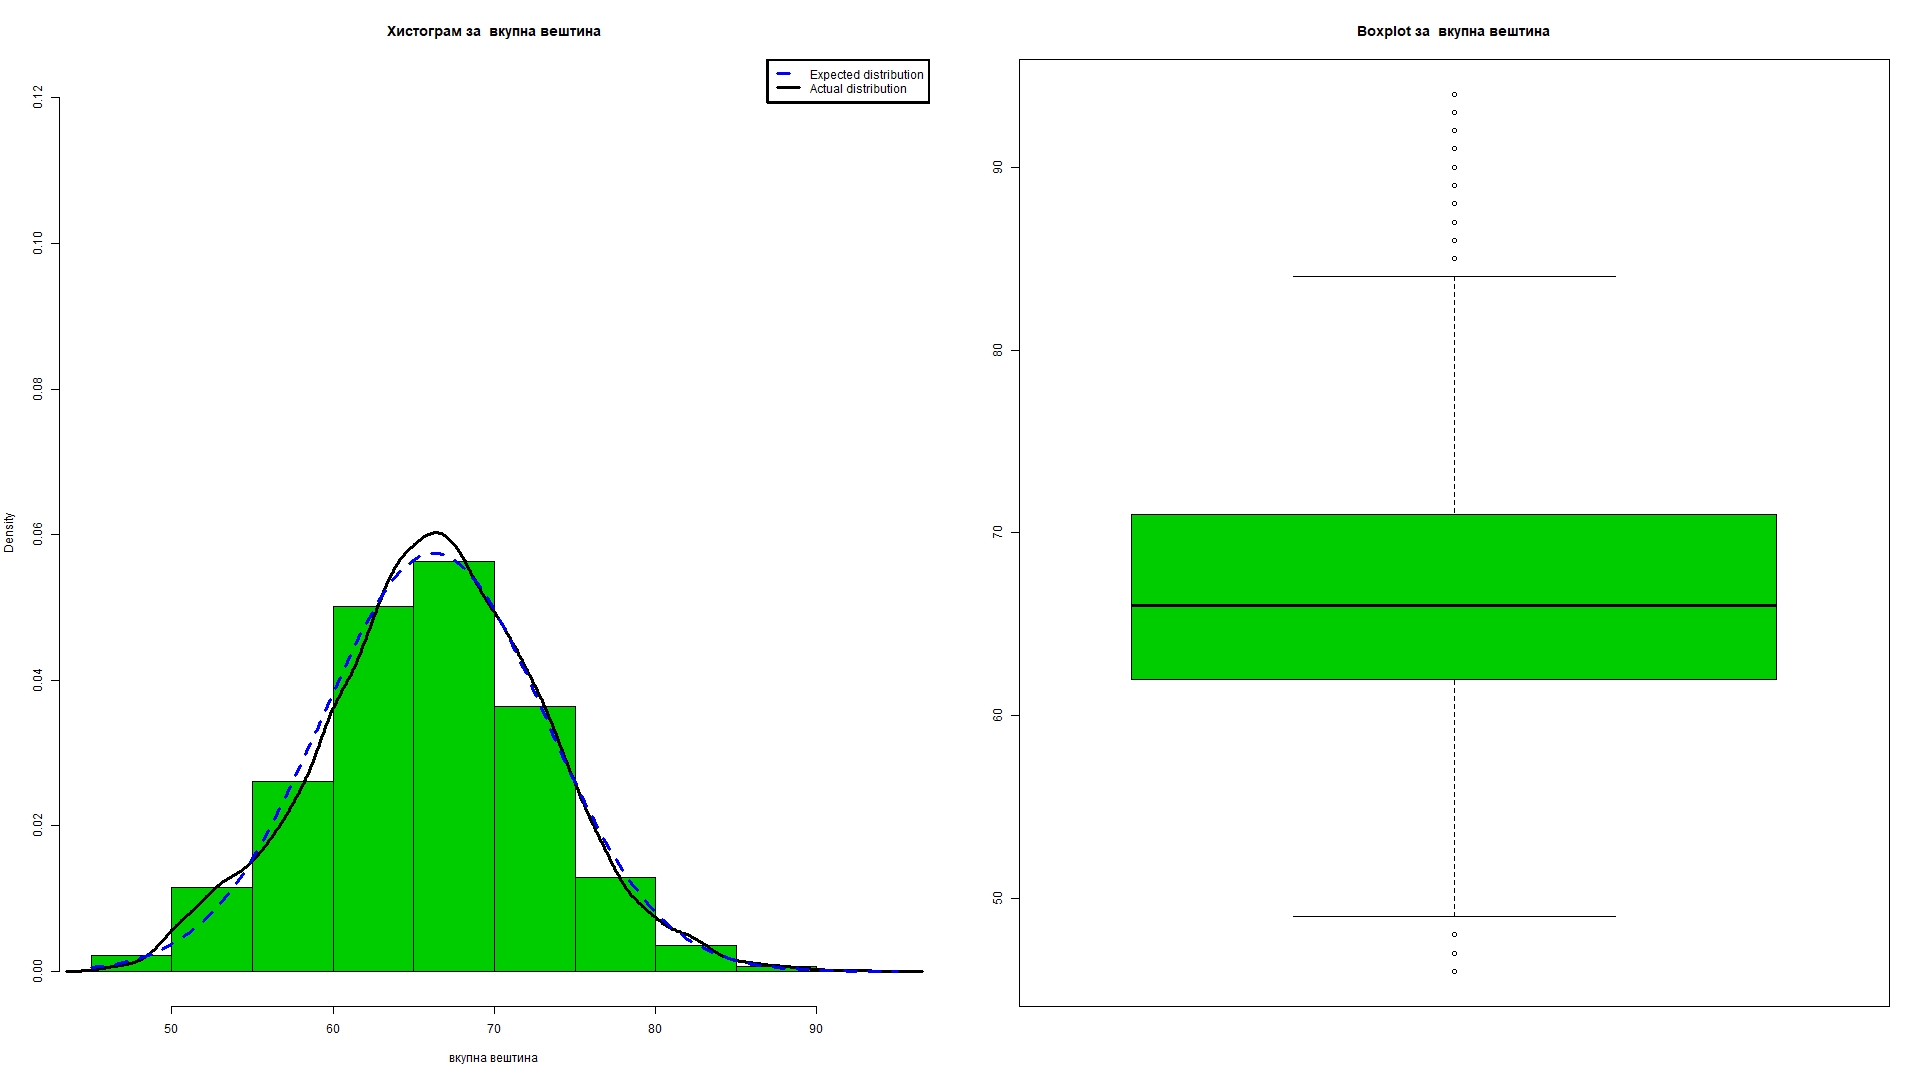 Хистограм за  вкупна вештина
Expected distribution
Actual distribution
0.12
0.10
0.08
0.06
0.04
0.02
0.00
Density
50 60 70 80 90
вкупна вештина
Boxplot за  вкупна вештина
90
80
70
60
50